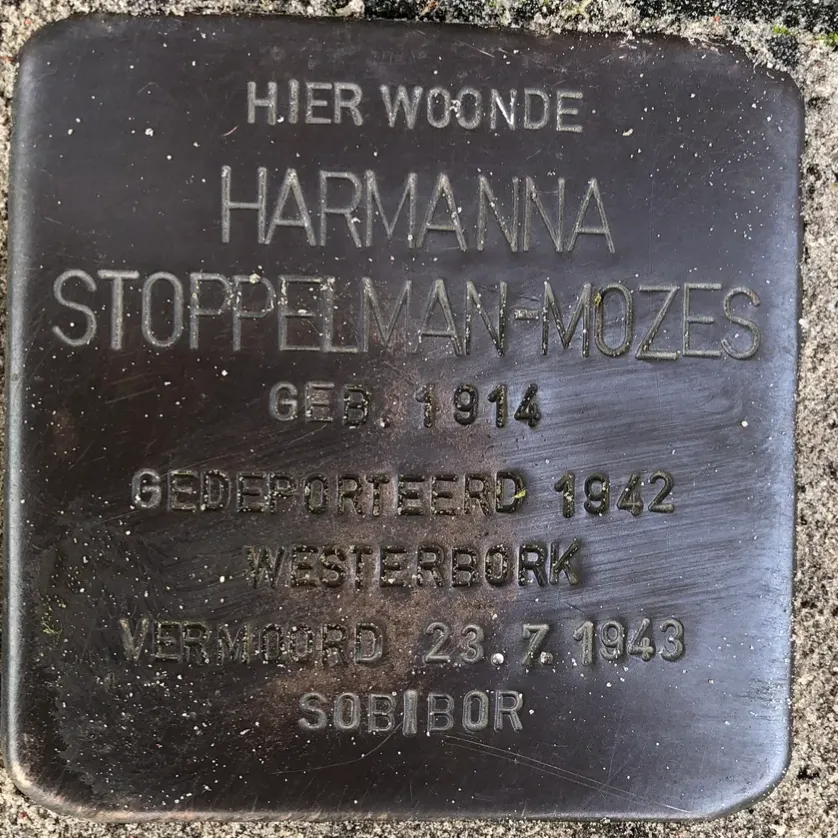 HIER WOONDE
HARMANNA
STOPPELMAN-MOZES
GEB. 1914
GEDEPORTEERD 1942
WESTERBORK
VERMOORD 23.7.1943
SOBIBOR